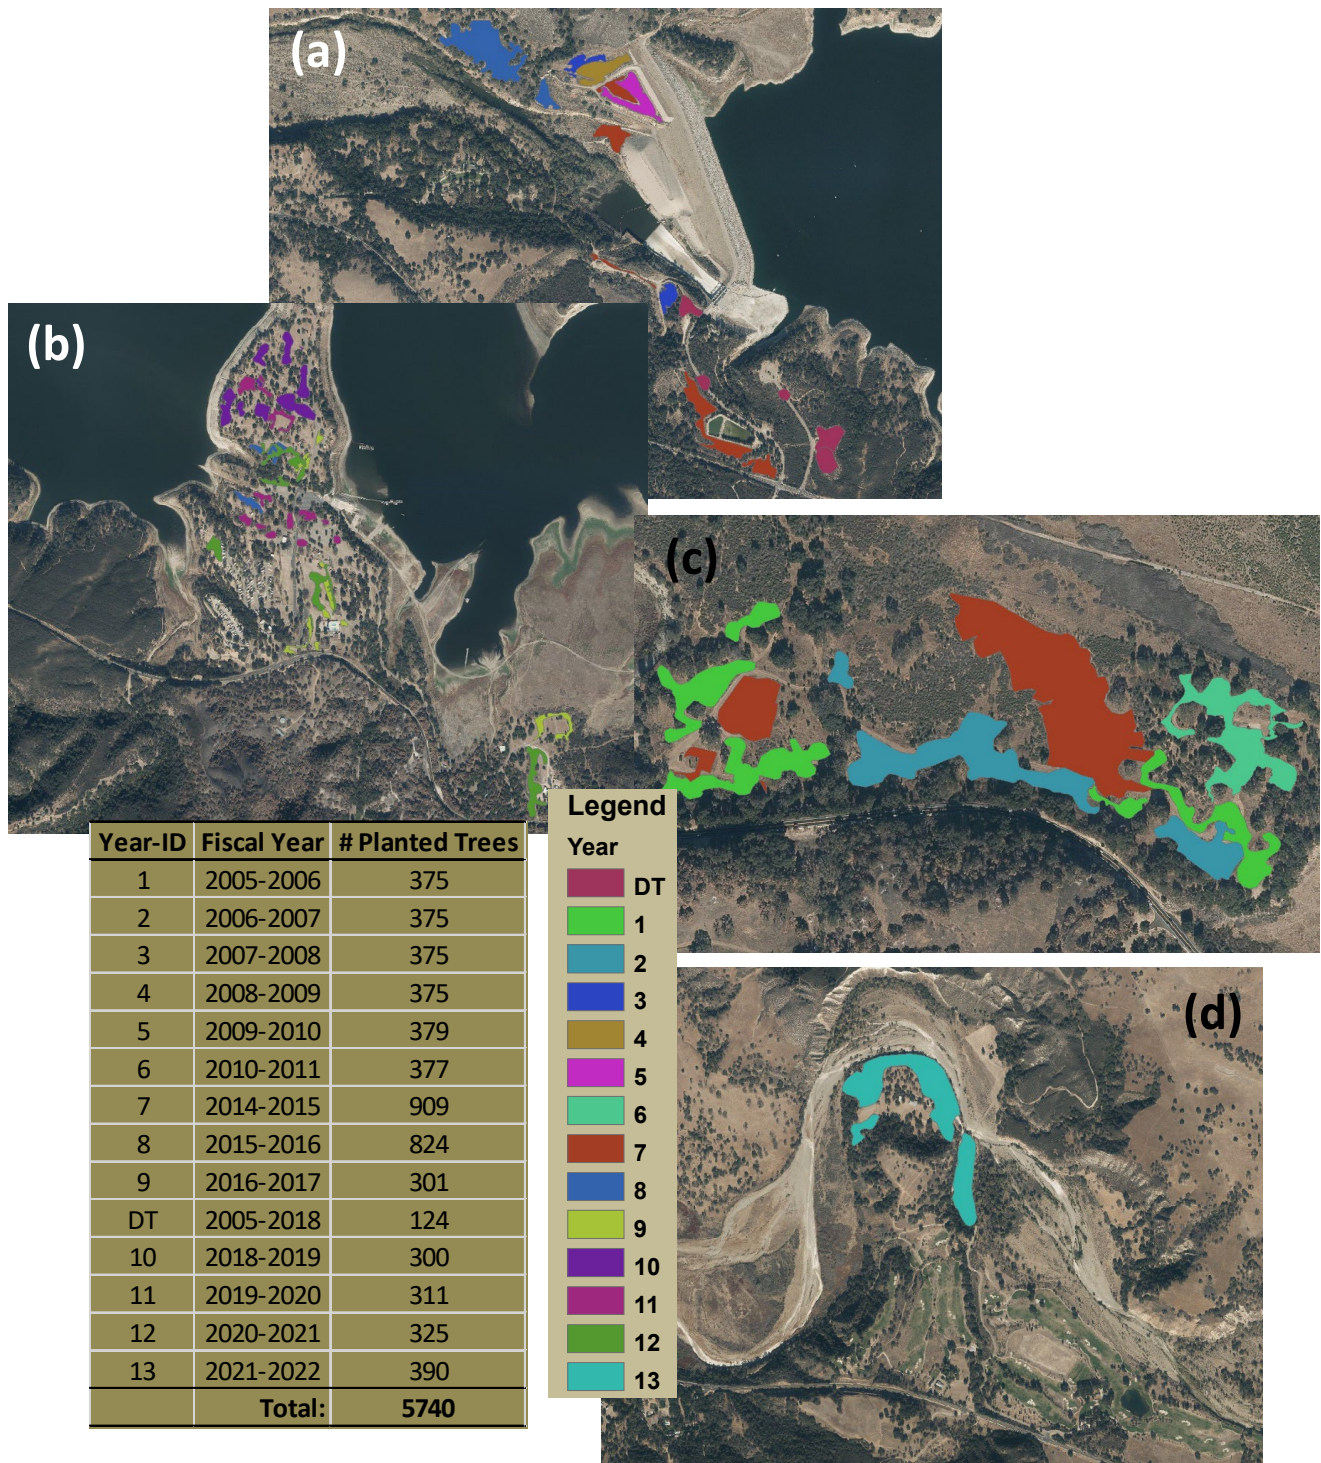 (a)
(b)
(c)
(d)
Year-ID Fiscal Year # Planted Trees
1 2005-2006 375
2 2006-2007 375
3 2007-2008 375
4 2008-2009 375
5 2009-2010 379
6 2010-2011 377
7 2014-2015 909
8 2015-2016 824
9 2016-2017 301
DT 2005-2018 124
10 2018-2019 300
11 2019-2020 311
12 2020-2021 325
13 2021-2022 390
Total: 5740
Legend
Year
DT
1
2
3
4
5
6
7
8
9
10
11
12
13